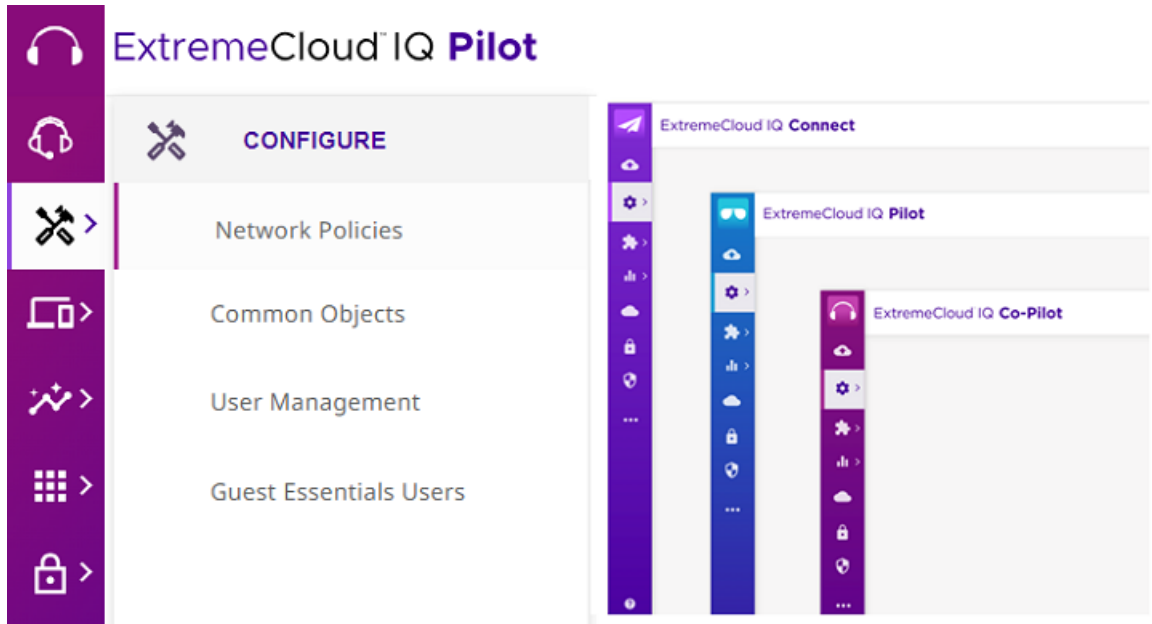 ExtremeCloud™ IQ Pilot
CONFIGURE
Network Policies
Common Objects
User Management
Guest Essentials Users
ExtremeCloud IQ Connect
ExtremeCloud IQ Pilot
ExtremeCloud IQ Co-Pilot